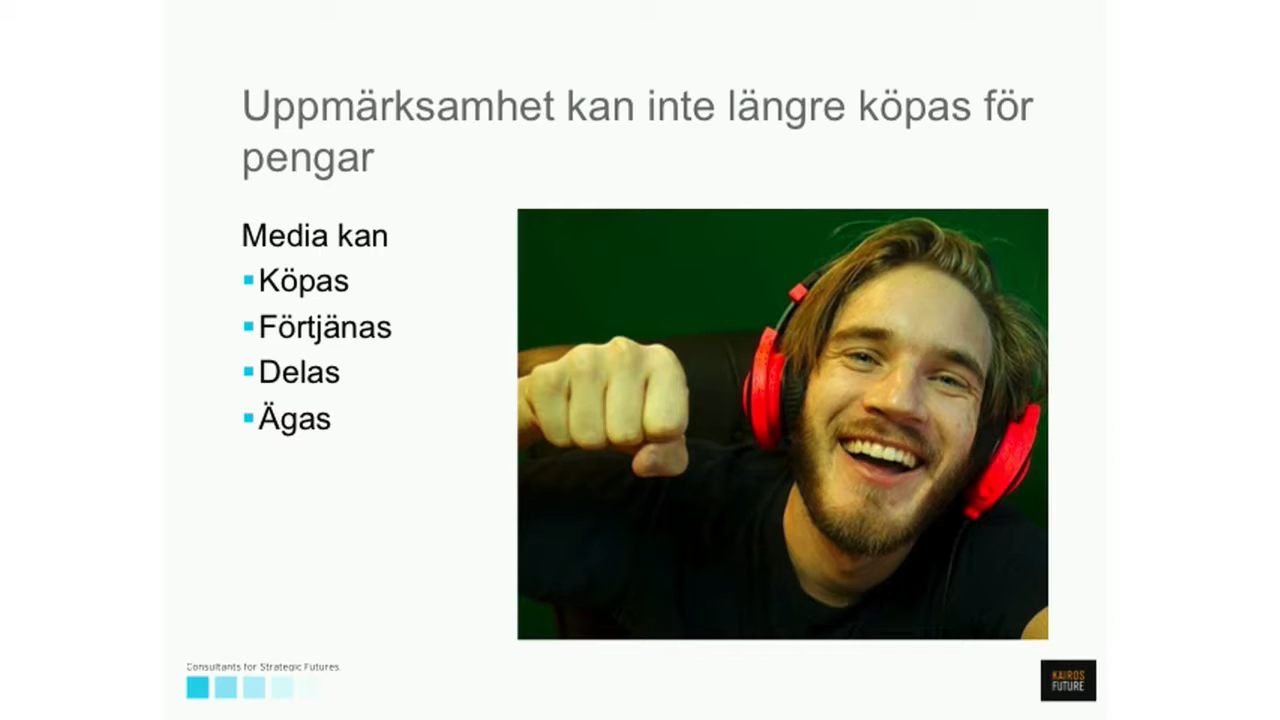 Uppmärksamhet kan inte längre köpas för
pengar
Media kan
Köpas
Förtjänas
Delas
Ägas
Consultants for Strategic Futures
KAIROS
FUTURE